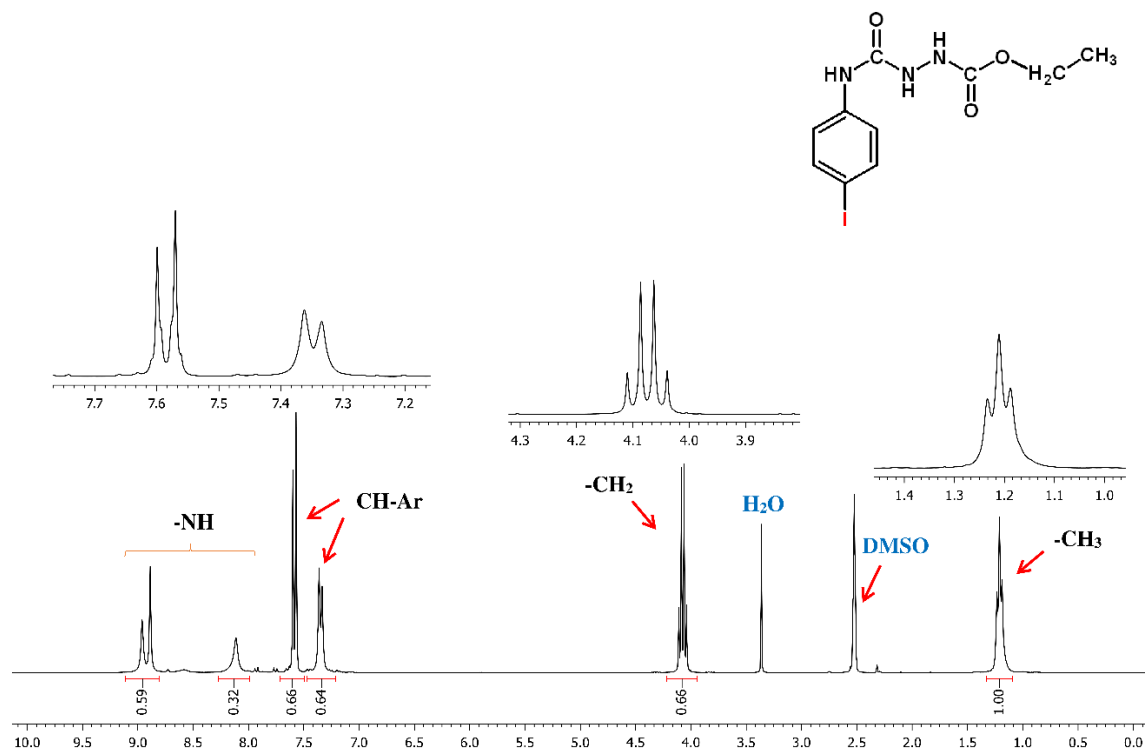 O
HN C N N C O H₂C CH₃
H H O
I
7.7 7.6 7.5 7.4 7.3 7.2
4.3 4.2 4.1 4.0 3.9
1.4 1.3 1.2 1.1 1.0
-NH
CH-Ar
-CH₂
H₂O
DMSO
-CH₃
0.59 0.32 0.66 0.64 0.66 1.00
10.0 9.5 9.0 8.5 8.0 7.5 7.0 6.5 6.0 5.5 5.0 4.5 4.0 3.5 3.0 2.5 2.0 1.5 1.0 0.5 0.0